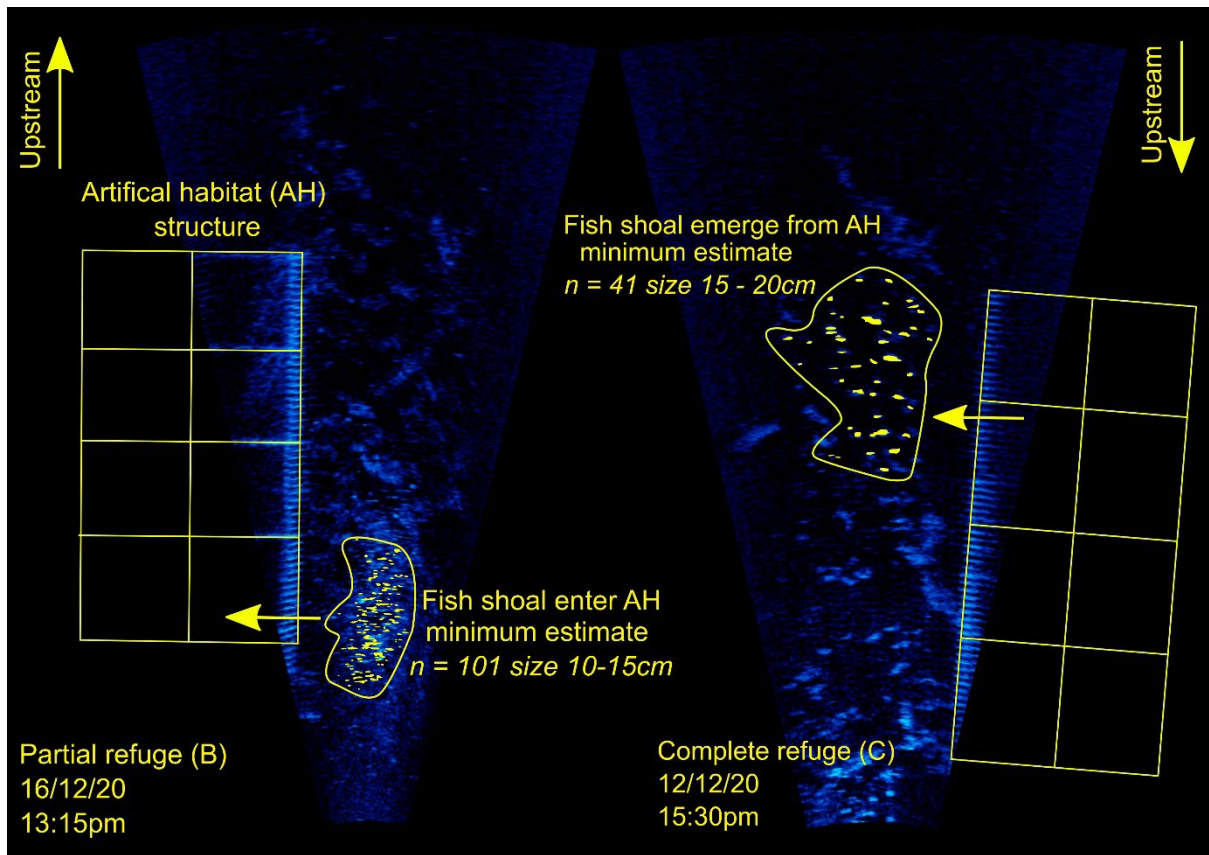 Upstream
Artifical habitat (AH)
structure
Fish shoal enter AH
minimum estimate
n = 101 size 10-15cm
Partial refuge (B)
16/12/20
13:15pm
Upstream
Fish shoal emerge from AH
minimum estimate
n = 41 size 15 - 20cm
Complete refuge (C)
12/12/20
15:30pm